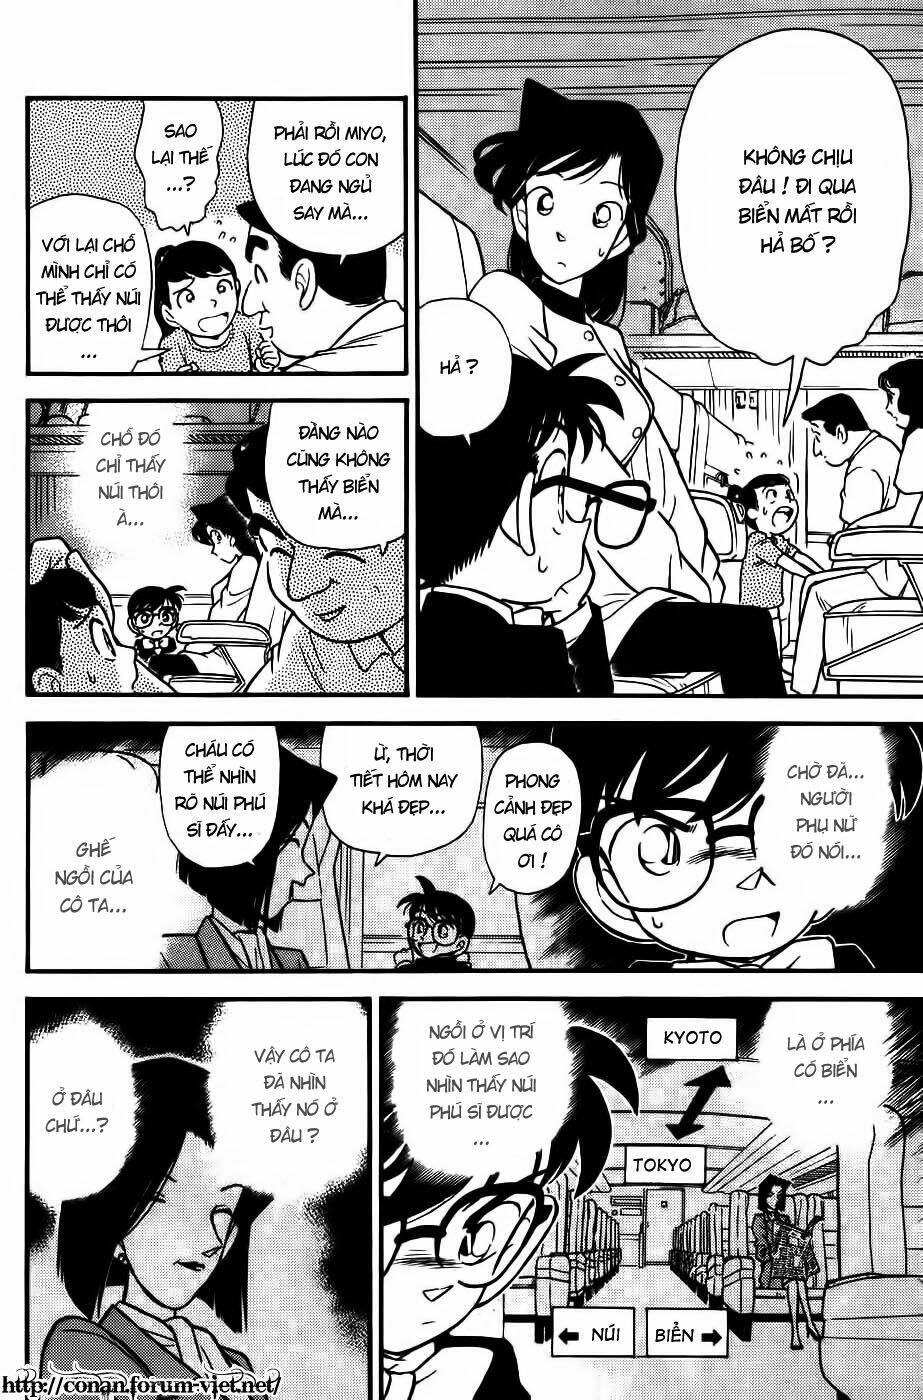 KHÔNG CHỊU
ĐÂU ! ĐI QUA
BIỂN MẤT RỒI
HẢ BỐ ?
HẢ ?
PHẢI RỒI MIYO,
LÚC ĐÓ CON
ĐANG NGỦ
SAY MÀ...
SAO
LẠI THẾ
...?
VỚI LẠI CHỖ
MÌNH CHỈ CÓ
THỂ THẤY NÚI
ĐƯỢC THÔI
...
ĐẰNG NÀO
CŨNG KHÔNG
THẤY BIỂN
MÀ...
CHỖ ĐÓ
CHỈ THẤY
NÚI THÔI
À...
CHỜ ĐÃ...
NGƯỜI
PHỤ NỮ
ĐÓ NÓI...
PHONG
CẢNH ĐẸP
QUÁ CÔ
ƠI !
Ừ, THỜI
TIẾT HÔM NAY
KHÁ ĐẸP...
CHÁU CÓ
THỂ NHÌN
RÕ NÚI PHÚ
SĨ ĐẤY...
GHẾ
NGỒI CỦA
CÔ TA...
LÀ Ở PHÍA
CÓ BIỂN
...
KYOTO
TOKYO
NÚI
BIỂN
NGỒI Ở VỊ TRÍ
ĐÓ LÀM SAO
NHÌN THẤY NÚI
PHÚ SĨ ĐƯỢC
...
VẬY CÔ TA
ĐÃ NHÌN
THẤY NÓ Ở
ĐÂU ?
Ở ĐÂU
CHỨ...?
http://conan.forum-viet.net/